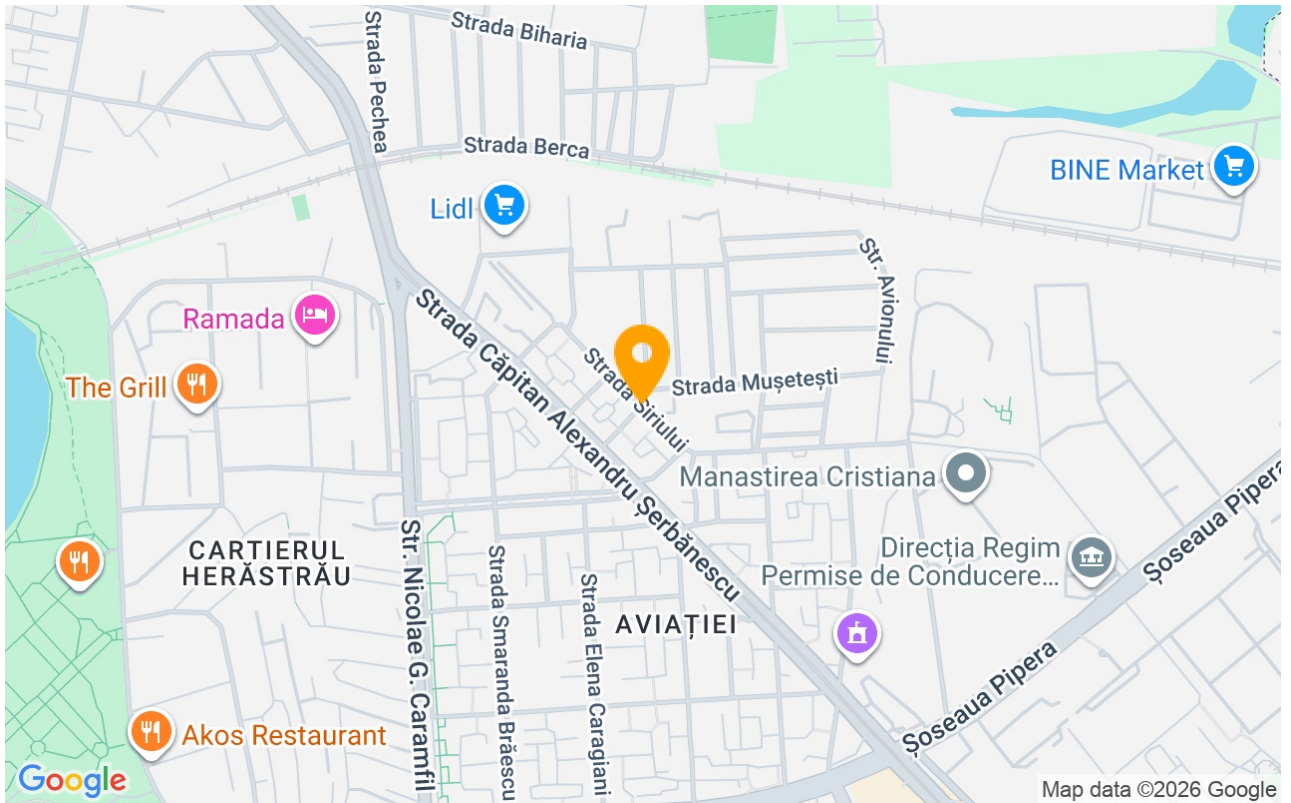 Strada Biharia
Strada Pechea
Strada Berca
BINE Market
Lidl
Str. Avionului
Ramada
Strada Căpitan Alexandru Șerbănescu
Strada Siriului
Strada Mușetești
The Grill
Manastirea Cristiana
Șoseaua Pipera
CARTIERUL
HERĂSTRĂU
Str. Nicolae G. Caramfil
Strada Smaranda Brăescu
Strada Elena Caragiani
Direcția Regim
Permise de Conducere...
AVIAȚIEI
Șoseaua Pipera
Akos Restaurant
Google
Map data ©2026 Google